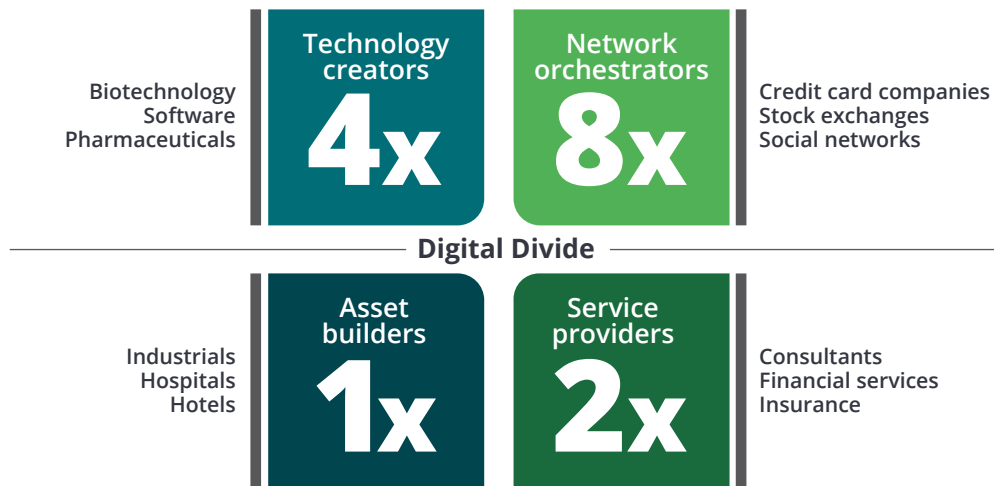 Technology
creators
4x
Biotechnology
Software
Pharmaceuticals
Network
orchestrators
8x
Credit card companies
Stock exchanges
Social networks
Digital Divide
Asset
builders
1x
Industrials
Hospitals
Hotels
Service
providers
2x
Consultants
Financial services
Insurance